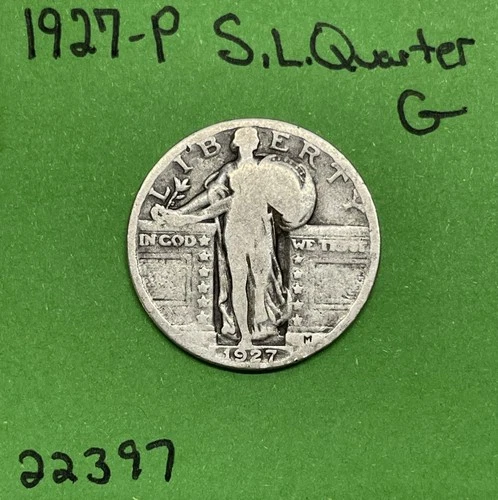 1927-P S.L.Quarter
G
LIBERTY
IN GOD WE TRUST
1927
M
22397